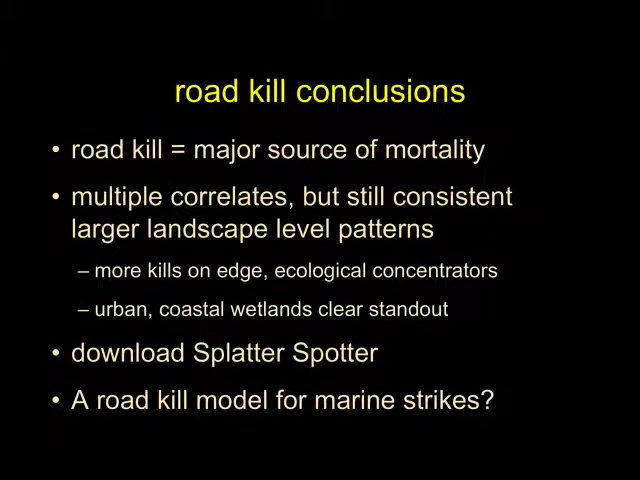 road kill conclusions
• road kill = major source of mortality
• multiple correlates, but still consistent
larger landscape level patterns
– more kills on edge, ecological concentrators
– urban, coastal wetlands clear standout
• download Splatter Spotter
• A road kill model for marine strikes?